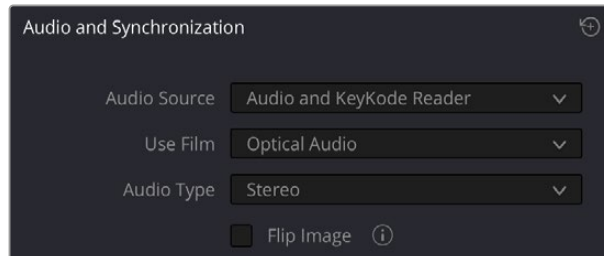 Audio and Synchronization
Audio Source Audio and KeyKode Reader
Use Film Optical Audio
Audio Type Stereo
Flip Image